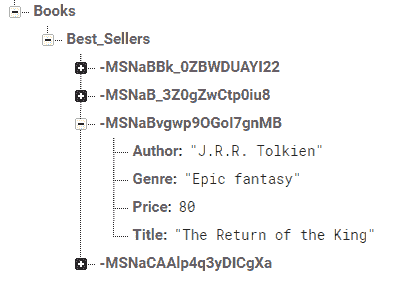 Books
Best_Sellers
-MSNaBBk_0ZBWDUAYI22
-MSNaB_3Z0gZwCtp0iu8
-MSNaBvgwp9OGol7gnMB
Author: "J.R.R. Tolkien"
Genre: "Epic fantasy"
Price: 80
Title: "The Return of the King"
-MSNaCAAlp4q3yDICgXa